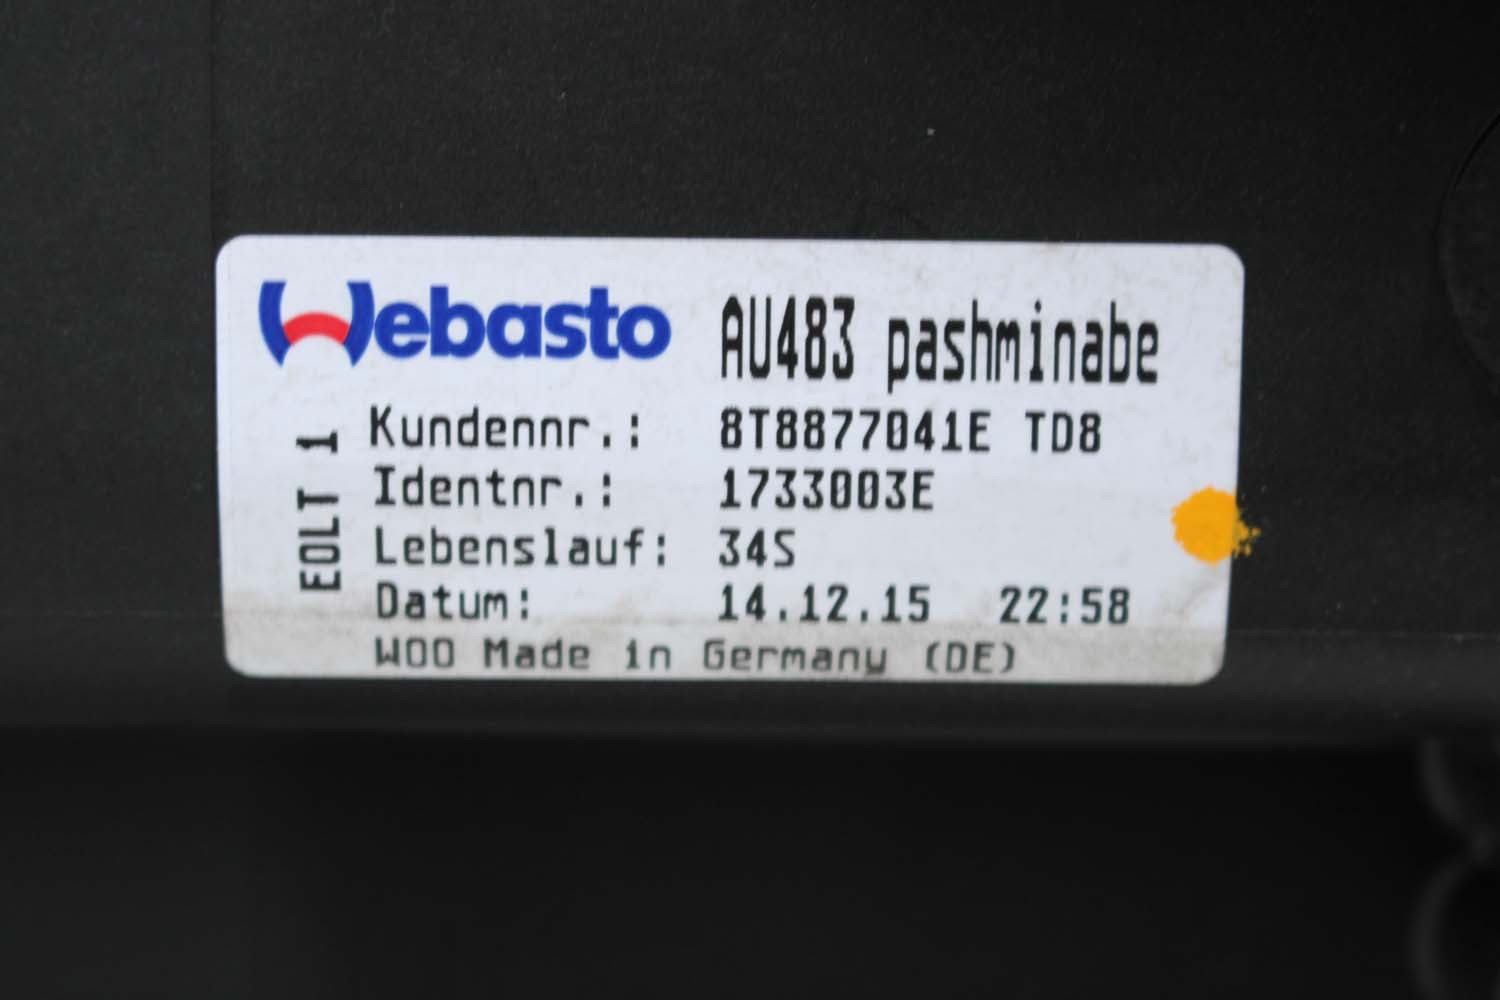 Webasto AU483 pashminabe
EOLT 1
Kundennr.: 8T8877041E TD8
Identnr.: 1733003E
Lebenslauf: 34S
Datum: 14.12.15 22:58
WOO Made in Germany (DE)